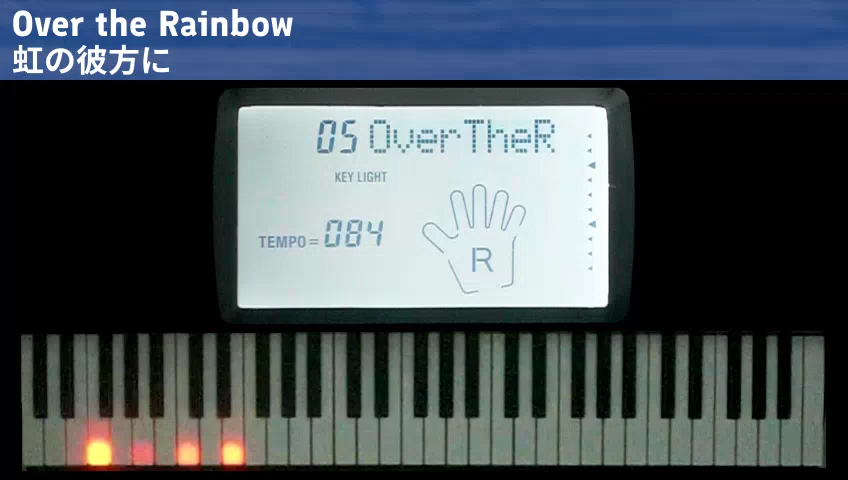 Over the Rainbow
虹の彼方に
05 OverTheR
KEY LIGHT
TEMPO=084
R